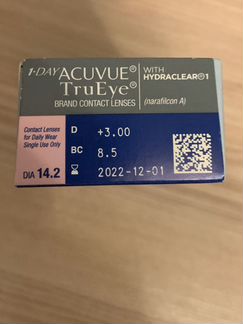 1-DAY ACUVUE® WITH
TruEye® HYDRACLEAR®1
BRAND CONTACT LENSES (narafilcon A)
Contact Lenses
for Daily Wear
Single Use Only
DIA 14.2
D +3.00
BC 8.5
2022-12-01